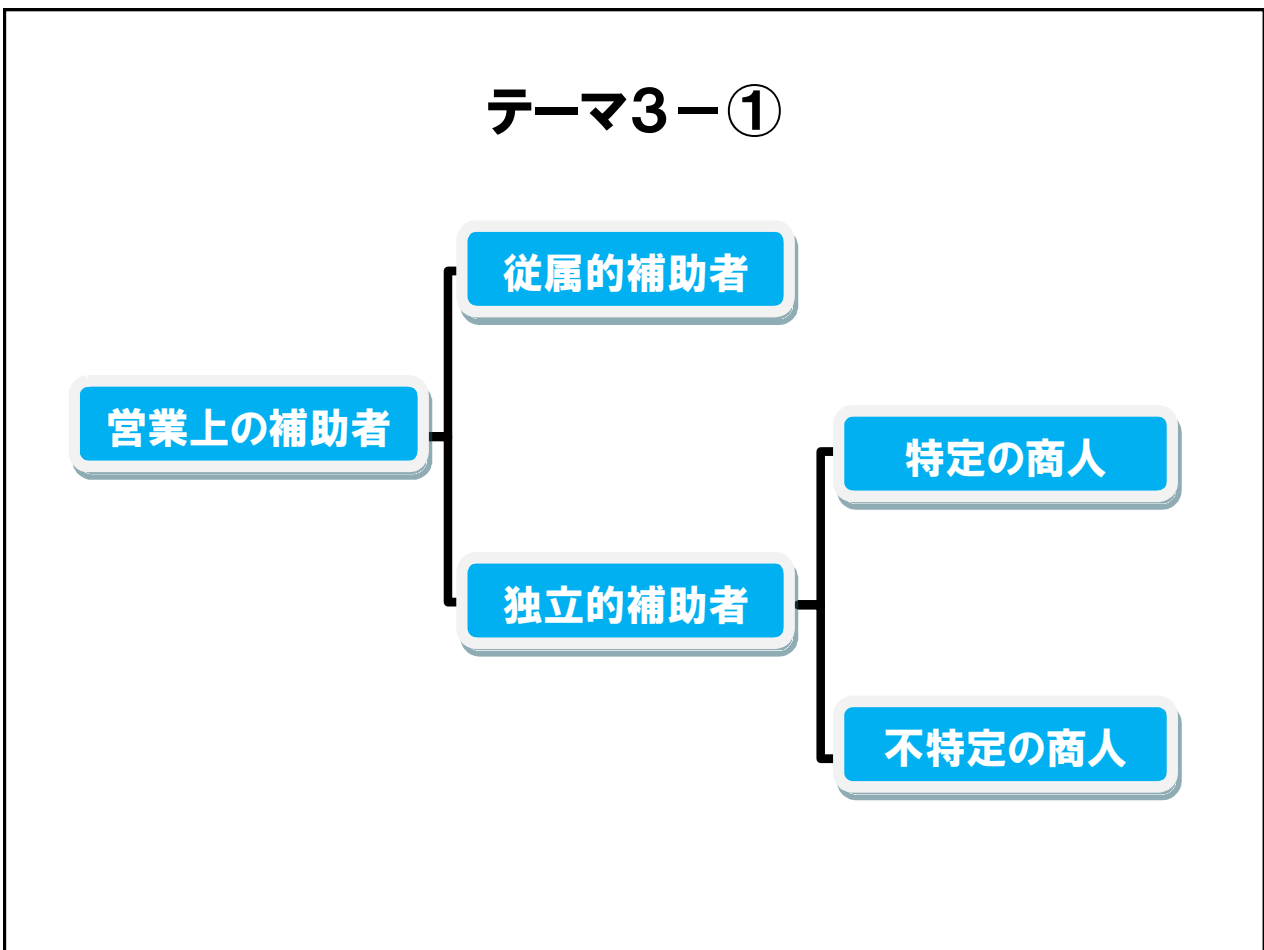 テーマ3－①
従属的補助者
営業上の補助者
特定の商人
独立的補助者
不特定の商人